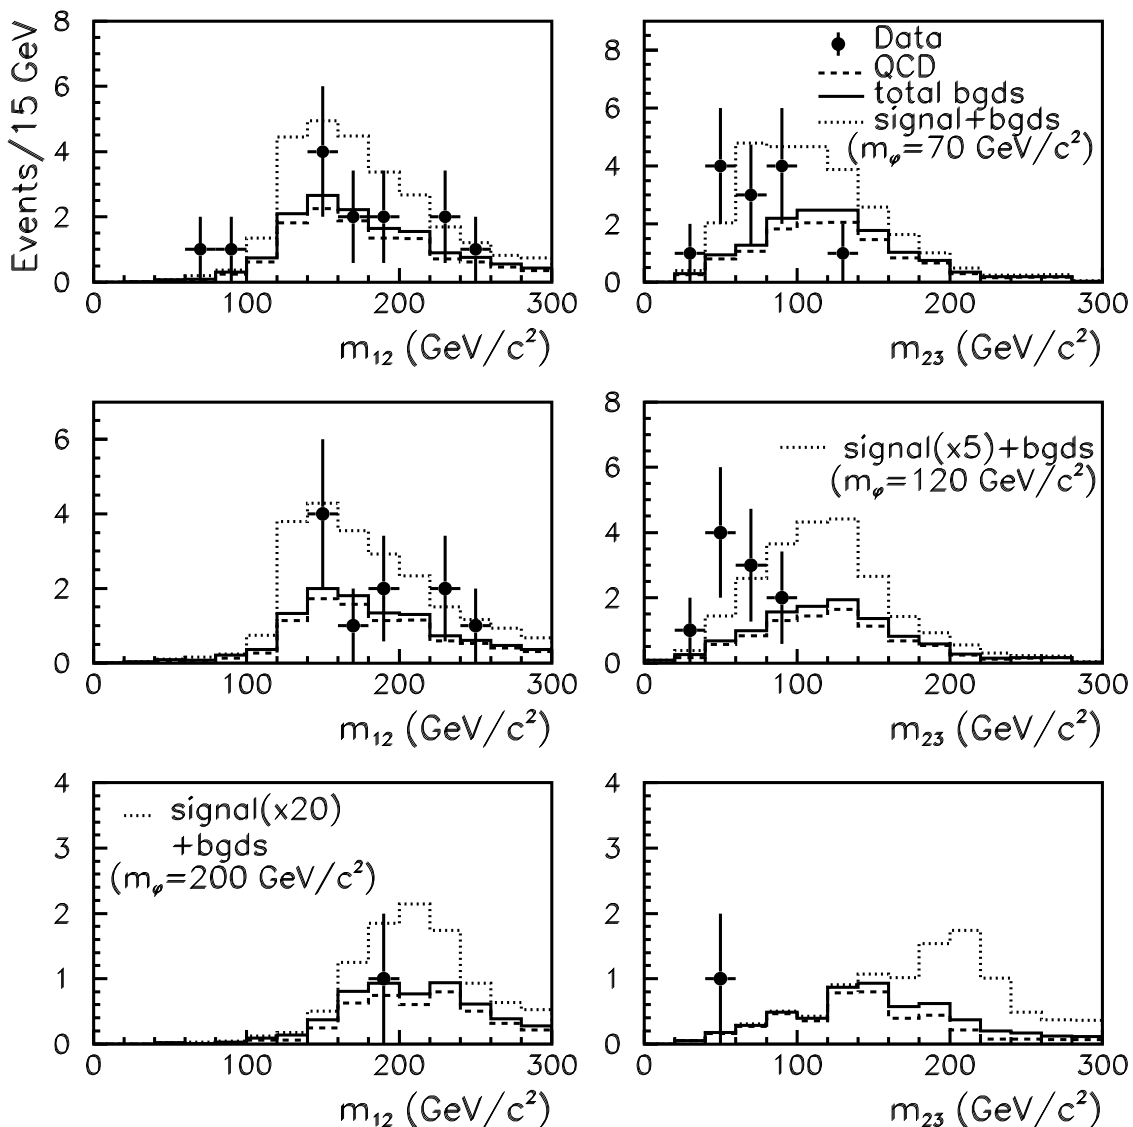 Events/15 GeV
8
6
4
2
0
0 100 200 300
m₁₂ (GeV/c²)
8
6
4
2
0
Data
QCD
total bgds
signal+bgds
(mᵩ=70 GeV/c²)
0 100 200 300
m₂₃ (GeV/c²)
6
4
2
0
0 100 200 300
m₁₂ (GeV/c²)
8
6
4
2
0
signal(x5)+bgds
(mᵩ=120 GeV/c²)
0 100 200 300
m₂₃ (GeV/c²)
4
3
2
1
0
signal(x20)
+bgds
(mᵩ=200 GeV/c²)
0 100 200 300
m₁₂ (GeV/c²)
4
3
2
1
0
0 100 200 300
m₂₃ (GeV/c²)